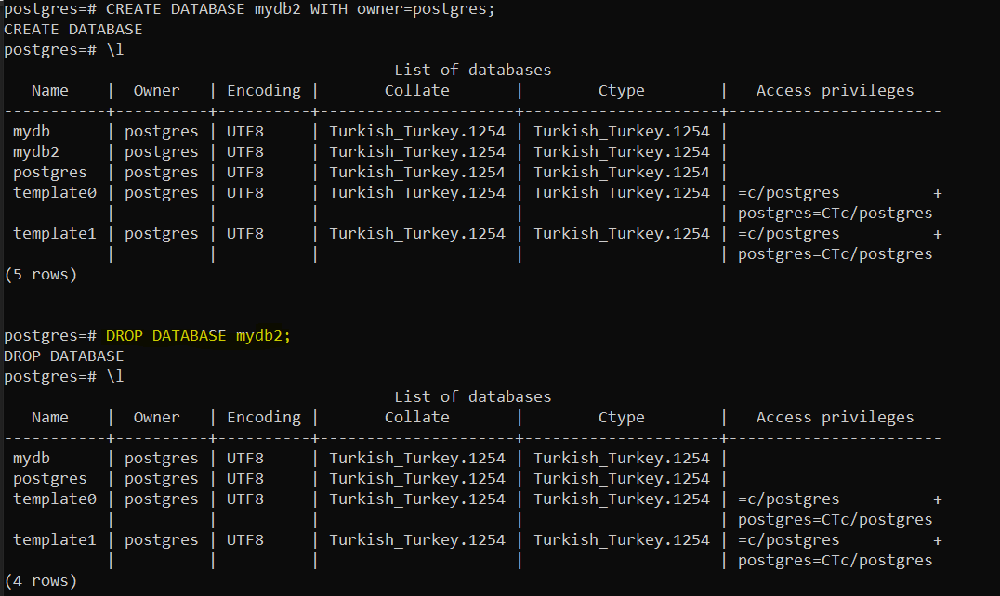 postgres=# CREATE DATABASE mydb2 WITH owner=postgres;
CREATE DATABASE
postgres=# \l
                                          List of databases
   Name    |  Owner   | Encoding |       Collate       |        Ctype        |   Access privileges
-----------+----------+----------+---------------------+---------------------+-----------------------
 mydb      | postgres | UTF8     | Turkish_Turkey.1254 | Turkish_Turkey.1254 |
 mydb2     | postgres | UTF8     | Turkish_Turkey.1254 | Turkish_Turkey.1254 |
 postgres  | postgres | UTF8     | Turkish_Turkey.1254 | Turkish_Turkey.1254 |
 template0 | postgres | UTF8     | Turkish_Turkey.1254 | Turkish_Turkey.1254 | =c/postgres          +
           |          |          |                     |                     | postgres=CTc/postgres
 template1 | postgres | UTF8     | Turkish_Turkey.1254 | Turkish_Turkey.1254 | =c/postgres          +
           |          |          |                     |                     | postgres=CTc/postgres
(5 rows)
postgres=# DROP DATABASE mydb2;
DROP DATABASE
postgres=# \l
                                          List of databases
   Name    |  Owner   | Encoding |       Collate       |        Ctype        |   Access privileges
-----------+----------+----------+---------------------+---------------------+-----------------------
 mydb      | postgres | UTF8     | Turkish_Turkey.1254 | Turkish_Turkey.1254 |
 postgres  | postgres | UTF8     | Turkish_Turkey.1254 | Turkish_Turkey.1254 |
 template0 | postgres | UTF8     | Turkish_Turkey.1254 | Turkish_Turkey.1254 | =c/postgres          +
           |          |          |                     |                     | postgres=CTc/postgres
 template1 | postgres | UTF8     | Turkish_Turkey.1254 | Turkish_Turkey.1254 | =c/postgres          +
           |          |          |                     |                     | postgres=CTc/postgres
(4 rows)